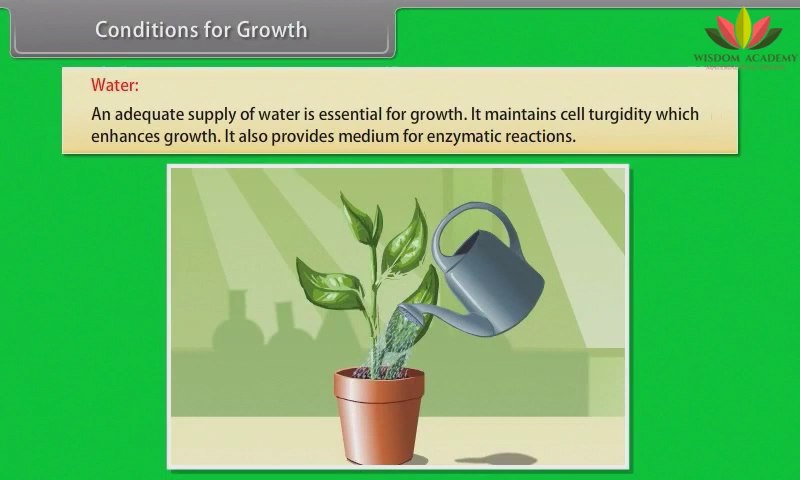 Conditions for Growth
WISDOM ACADEMY
Water:
An adequate supply of water is essential for growth. It maintains cell turgidity which
enhances growth. It also provides medium for enzymatic reactions.